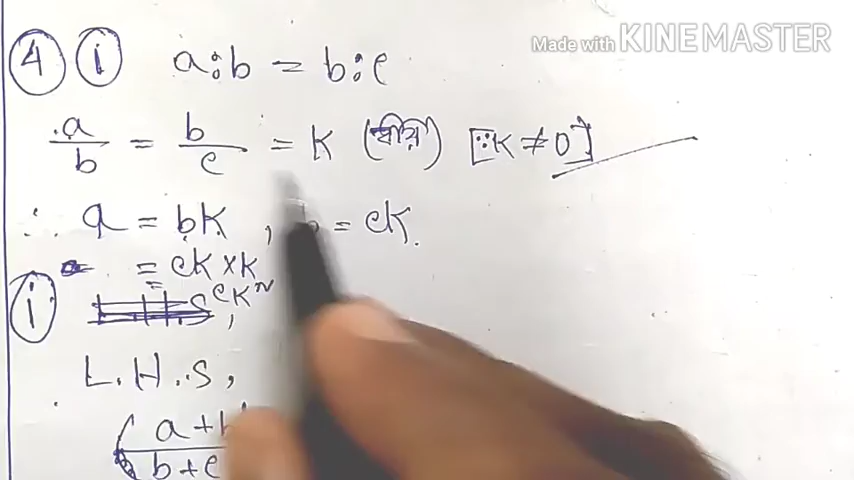 Made with KINEMASTER
4 i a:b = b:c
a/b = b/c = K (ধরি) [∵K ≠ 0]
∴ a = bK, b = cK.
= cK × K
= cK²
i
L.H.S,
(a+b
b+c